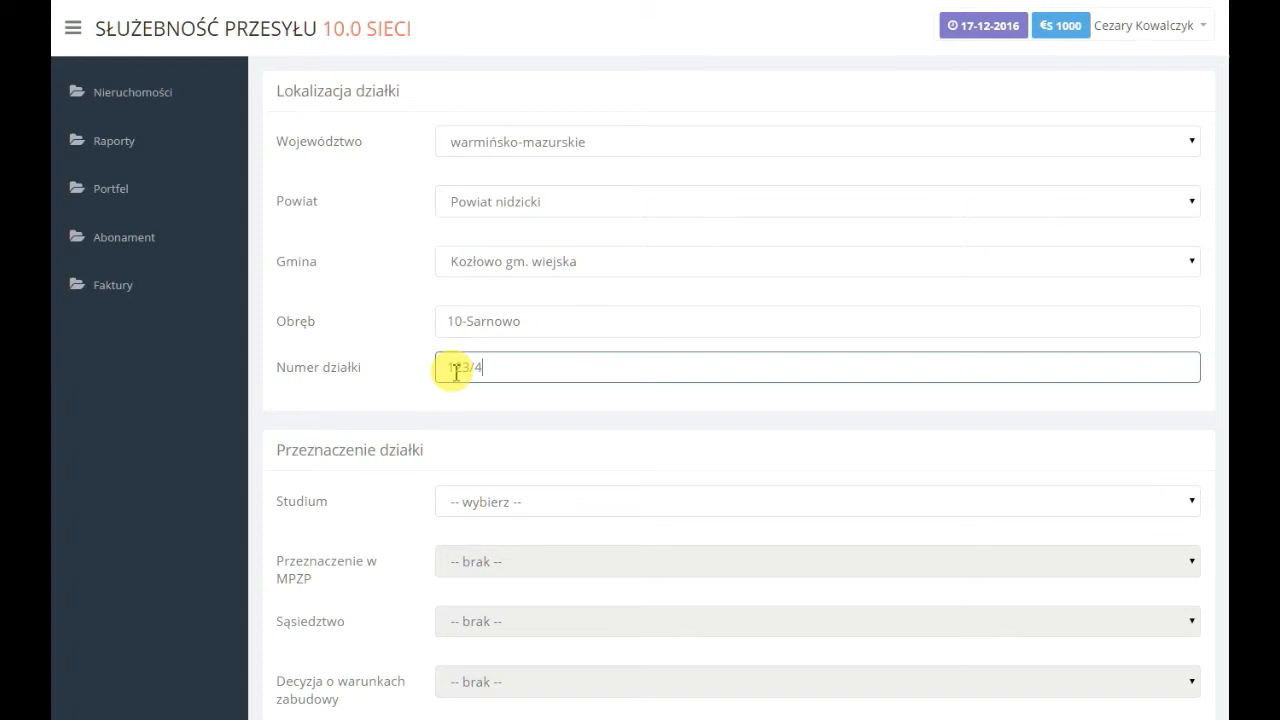 SŁUŻEBNOŚĆ PRZESYŁU 10.0 SIECI
17-12-2016
€$ 1000
Cezary Kowalczyk
Nieruchomości
Raporty
Portfel
Abonament
Faktury
Lokalizacja działki
Województwo
warmińsko-mazurskie
Powiat
Powiat nidzicki
Gmina
Kozłowo gm. wiejska
Obręb
10-Sarnowo
Numer działki
123/4
Przeznaczenie działki
Studium
-- wybierz --
Przeznaczenie w
MPZP
-- brak --
Sąsiedztwo
-- brak --
Decyzja o warunkach
zabudowy
-- brak --